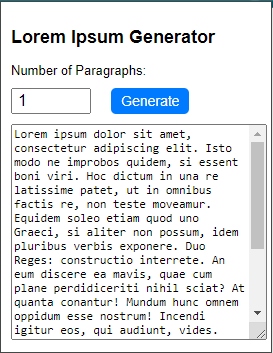 Lorem Ipsum Generator
Number of Paragraphs:
1 Generate
Lorem ipsum dolor sit amet,
consectetur adipiscing elit. Isto
modo ne improbos quidem, si essent
boni viri. Hoc dictum in una re
latissime patet, ut in omnibus
factis re, non teste moveamur.
Equidem soleo etiam quod uno
Graeci, si aliter non possum, idem
pluribus verbis exponere. Duo
Reges: constructio interrete. An
eum discere ea mavis, quae cum
plane perdidiceriti nihil sciat? At
quanta conantur! Mundum hunc omnem
oppidum esse nostrum! Incendi
igitur eos, qui audiunt, vides.